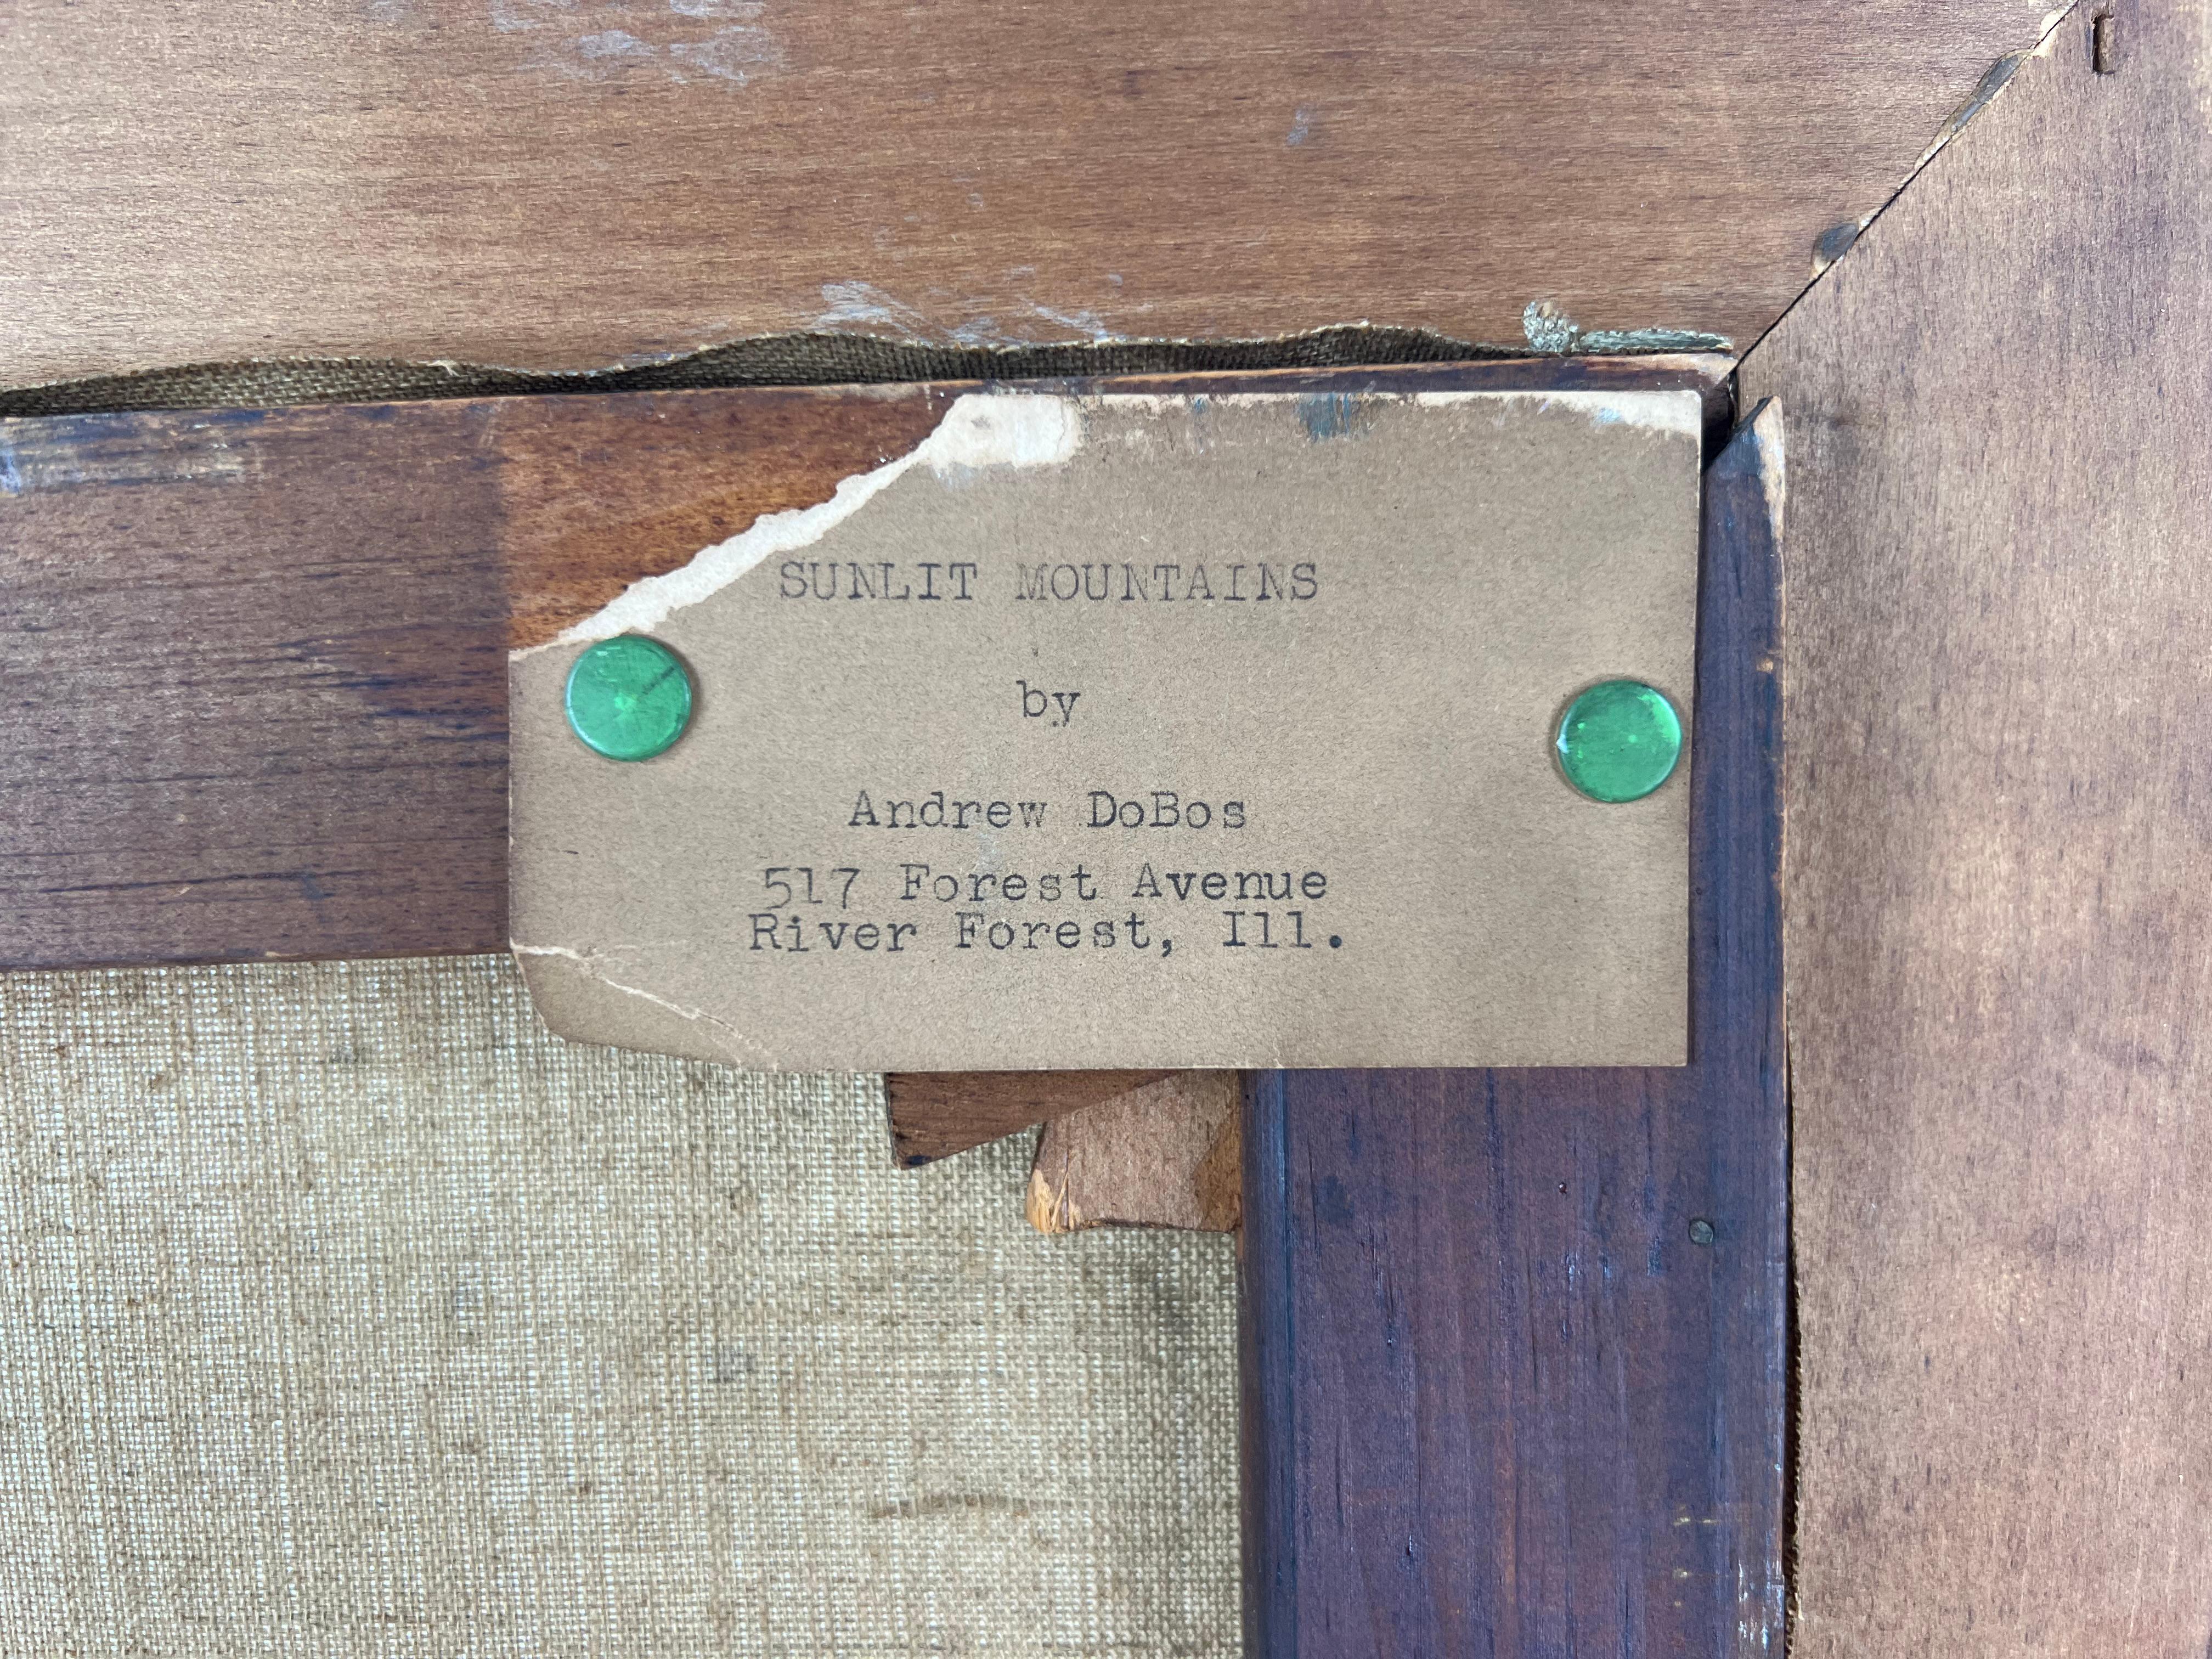 SUNLIT MOUNTAINS
by
Andrew DoBos
517 Forest Avenue
River Forest, Ill.